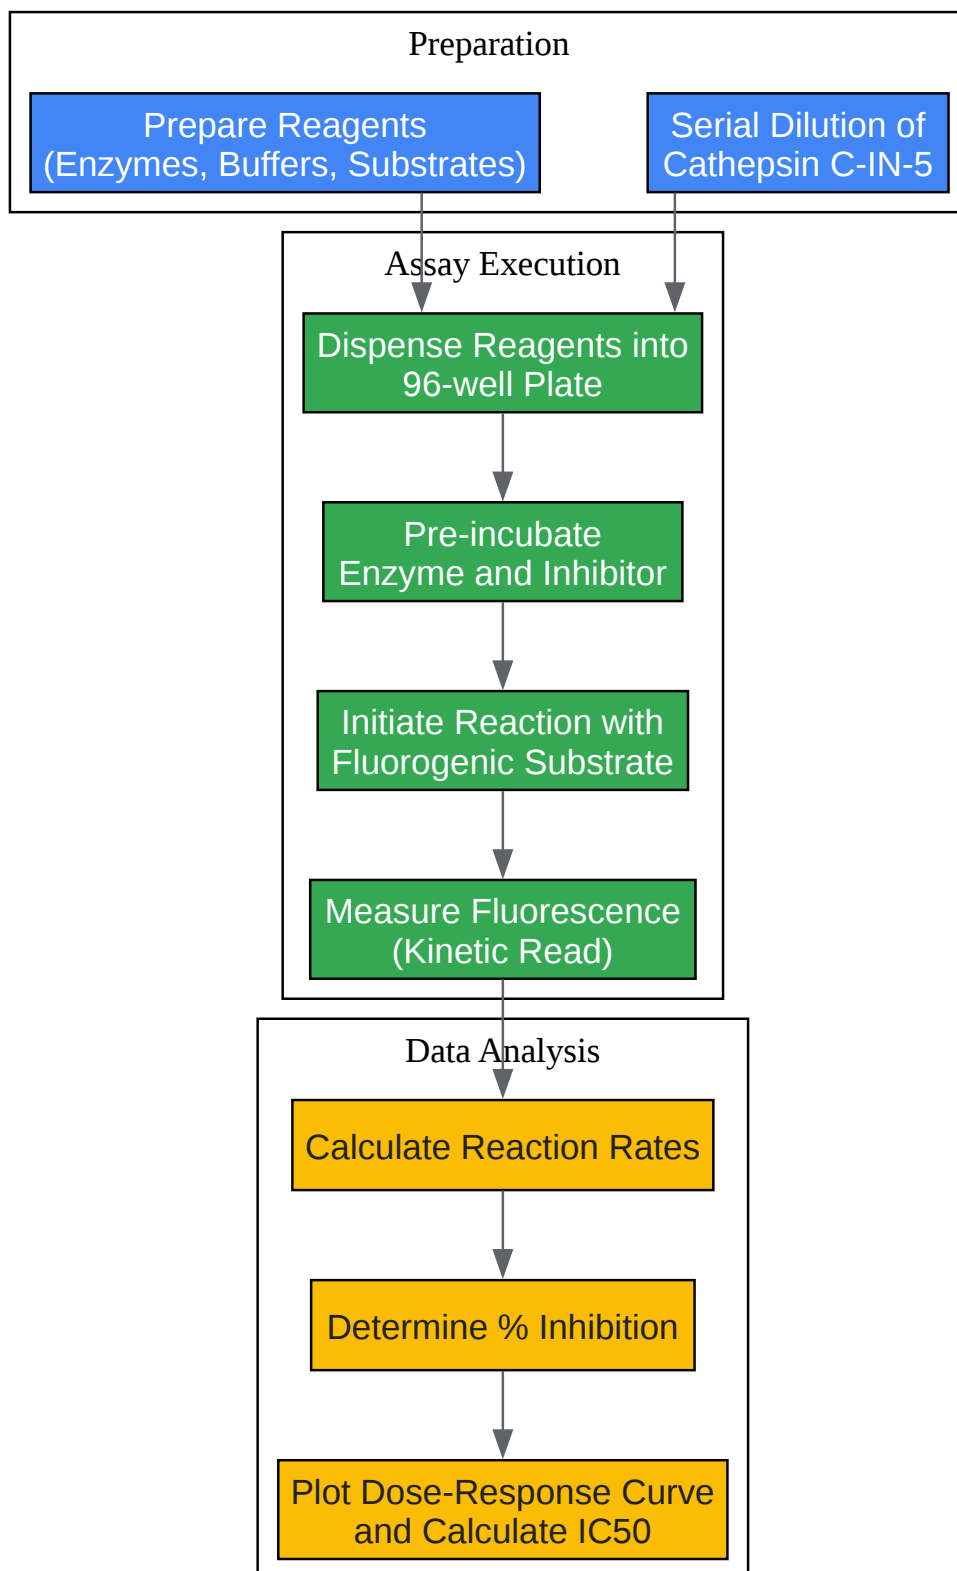 Preparation
Prepare Reagents
(Enzymes, Buffers, Substrates)
Serial Dilution of
Cathepsin C-IN-5
Assay Execution
Dispense Reagents into
96-well Plate
Pre-incubate
Enzyme and Inhibitor
Initiate Reaction with
Fluorogenic Substrate
Measure Fluorescence
(Kinetic Read)
Data Analysis
Calculate Reaction Rates
Determine % Inhibition
Plot Dose-Response Curve
and Calculate IC50